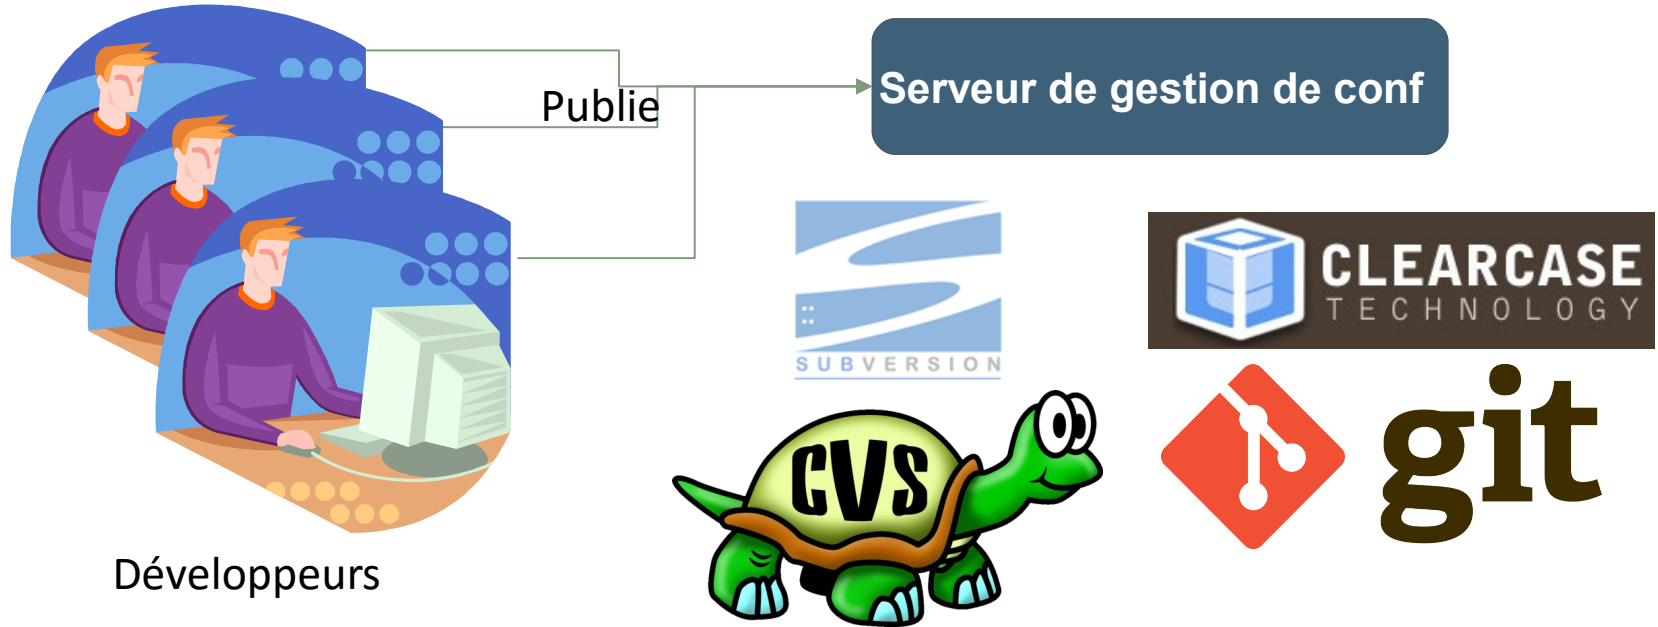 Publie
Serveur de gestion de conf
SUBVERSION
CLEARCASE
TECHNOLOGY
CVS
git
Développeurs